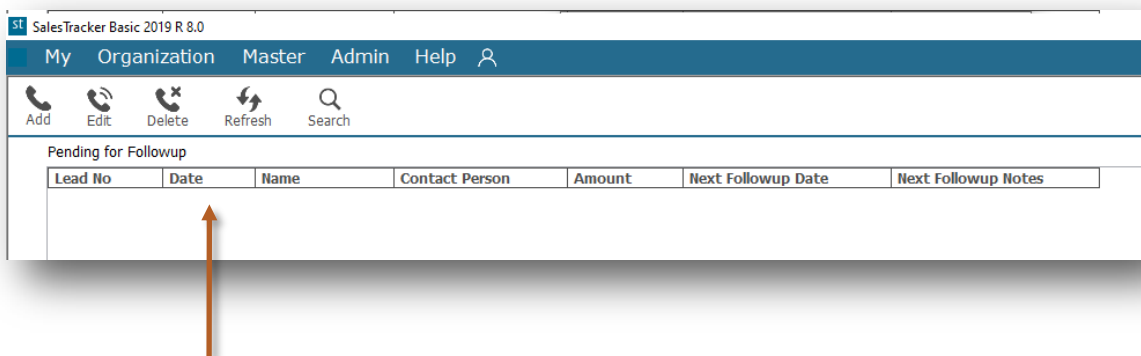 st SalesTracker Basic 2019 R 8.0
My Organization Master Admin Help
Add Edit Delete Refresh Search
Pending for Followup
Lead No Date Name Contact Person Amount Next Followup Date Next Followup Notes